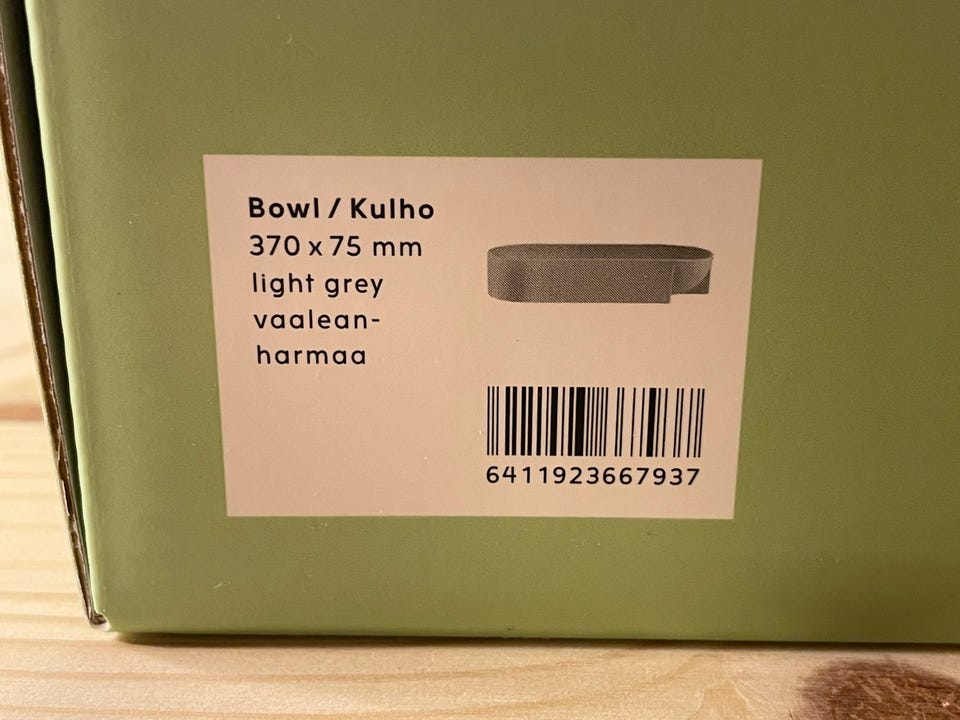 Bowl / Kulho
370 x 75 mm
light grey
vaalean-
harmaa
6411923667937